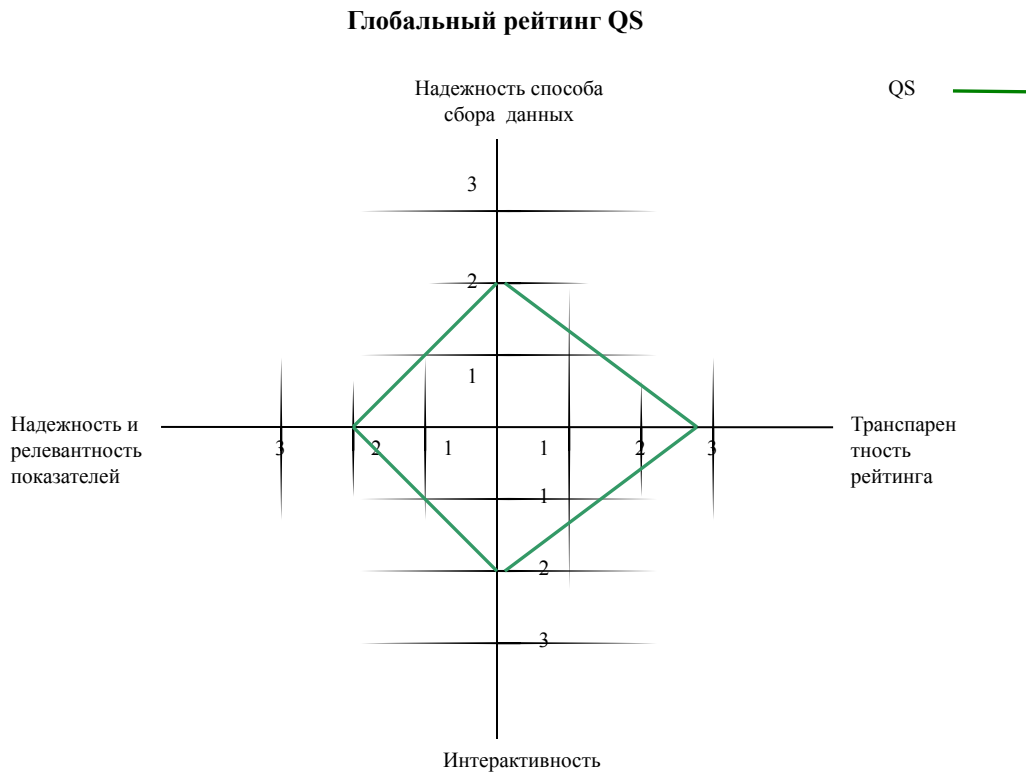 Глобальный рейтинг QS
Надежность способа
сбора данных
QS
3
2
1
Надежность и
релевантность
показателей
3
2
1
1
2
3
Транспарен
тность
рейтинга
1
2
3
Интерактивность